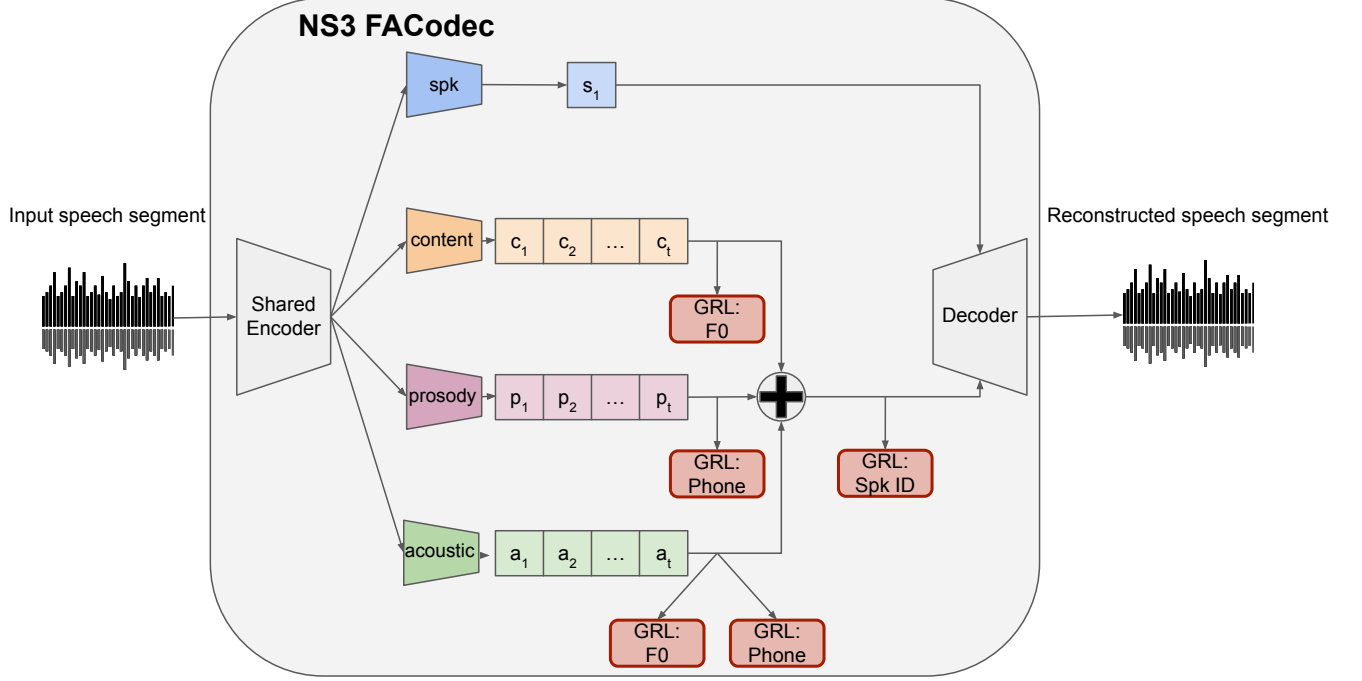 NS3 FACodec
spk
s1
Input speech segment
Reconstructed speech segment
content
c1 c2 … ct
Shared
Encoder
GRL:
F0
Decoder
prosody
p1 p2 … pt
GRL:
Phone
GRL:
Spk ID
acoustic
a1 a2 … at
GRL:
F0
GRL:
Phone